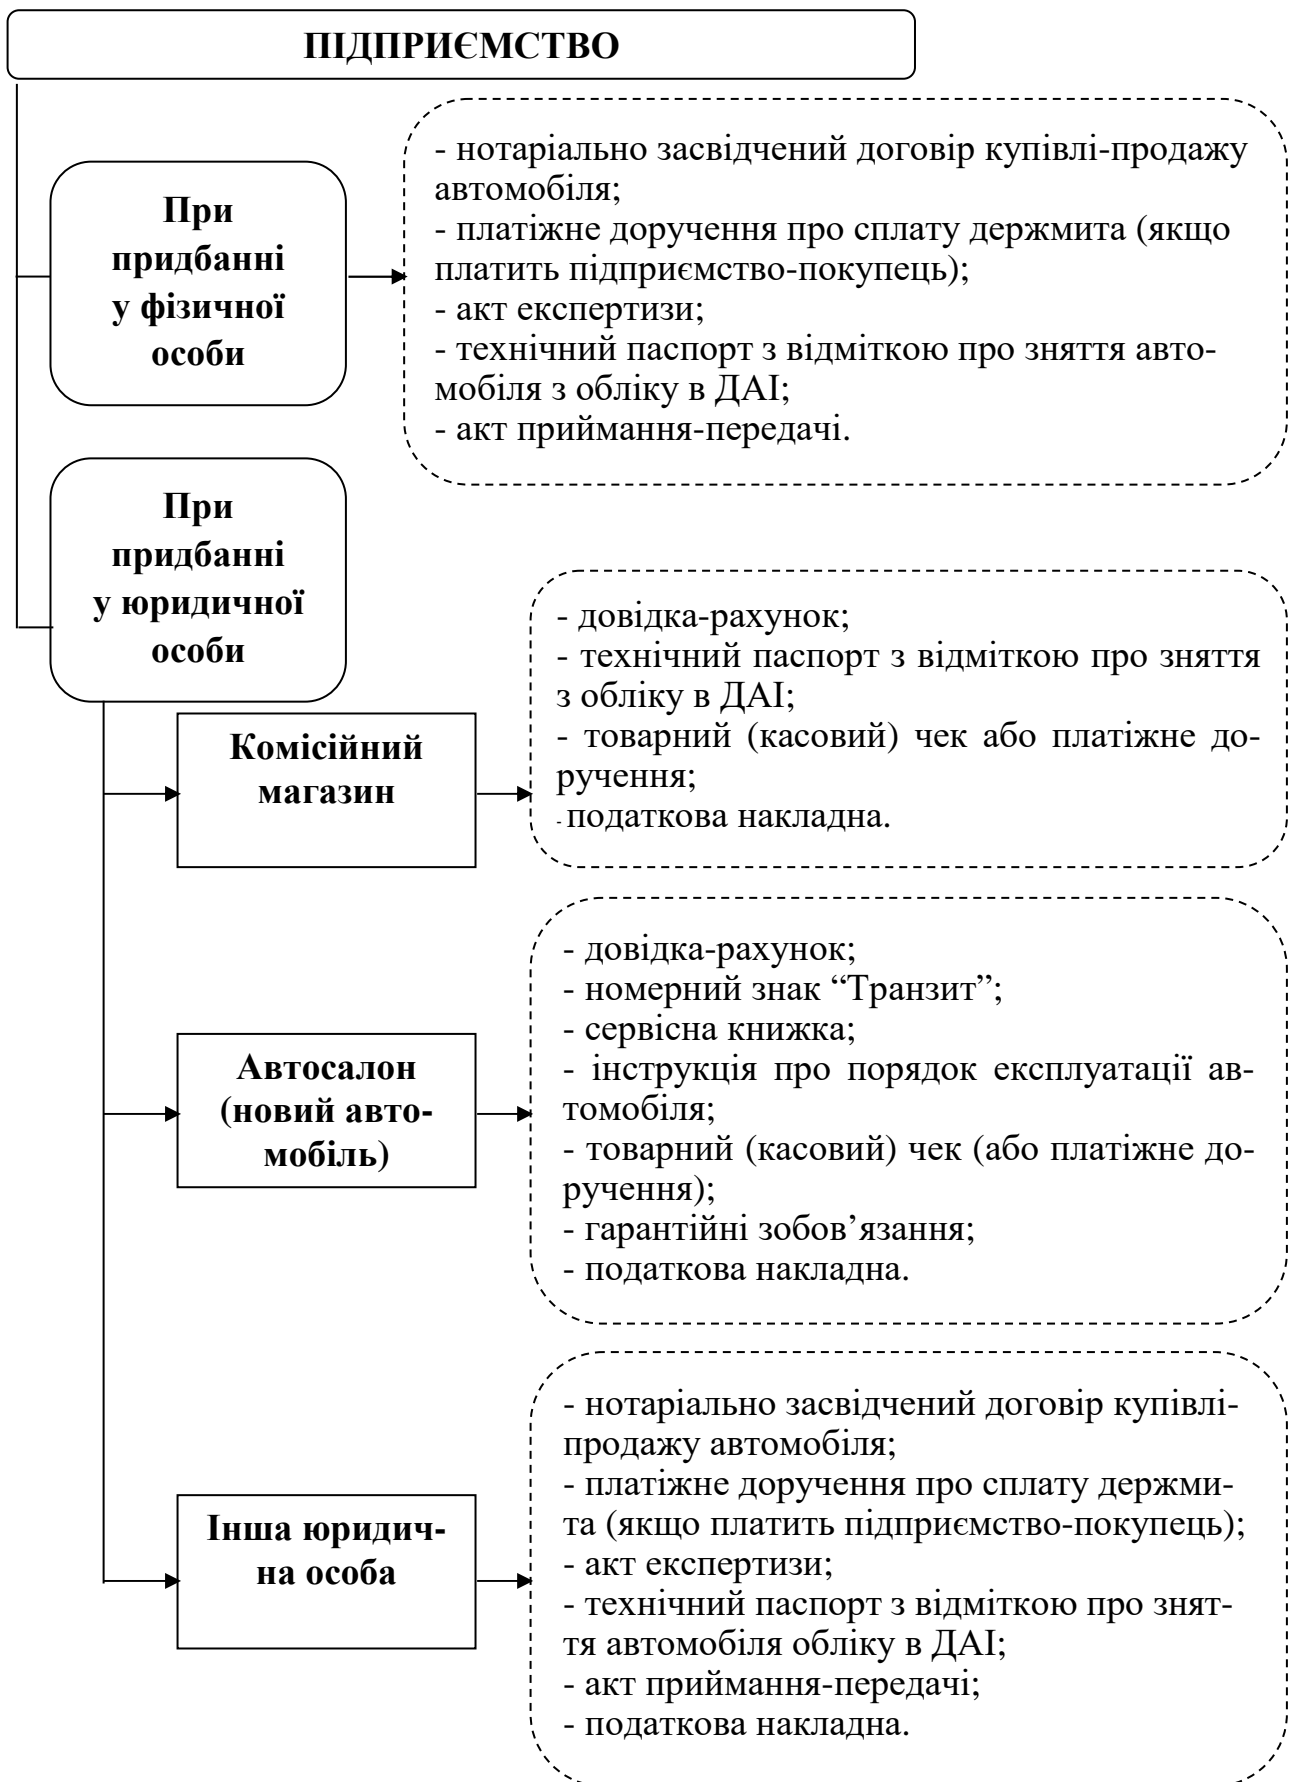 ПІДПРИЄМСТВО
При
придбанні
у фізичної
особи
- нотаріально засвідчений договір купівлі-продажу
автомобіля;
- платіжне доручення про сплату держмита (якщо
платить підприємство-покупець);
- акт експертизи;
- технічний паспорт з відміткою про зняття авто-
мобіля з обліку в ДАІ;
- акт приймання-передачі.
При
придбанні
у юридичної
особи
Комісійний
магазин
- довідка-рахунок;
- технічний паспорт з відміткою про зняття
з обліку в ДАІ;
- товарний (касовий) чек або платіжне до-
ручення;
- податкова накладна.
Автосалон
(новий авто-
мобіль)
- довідка-рахунок;
- номерний знак “Транзит”;
- сервісна книжка;
- інструкція про порядок експлуатації ав-
томобіля;
- товарний (касовий) чек (або платіжне до-
ручення);
- гарантійні зобов’язання;
- податкова накладна.
Інша юридич-
на особа
- нотаріально засвідчений договір купівлі-
продажу автомобіля;
- платіжне доручення про сплату держми-
та (якщо платить підприємство-покупець);
- акт експертизи;
- технічний паспорт з відміткою про знят-
тя автомобіля обліку в ДАІ;
- акт приймання-передачі;
- податкова накладна.